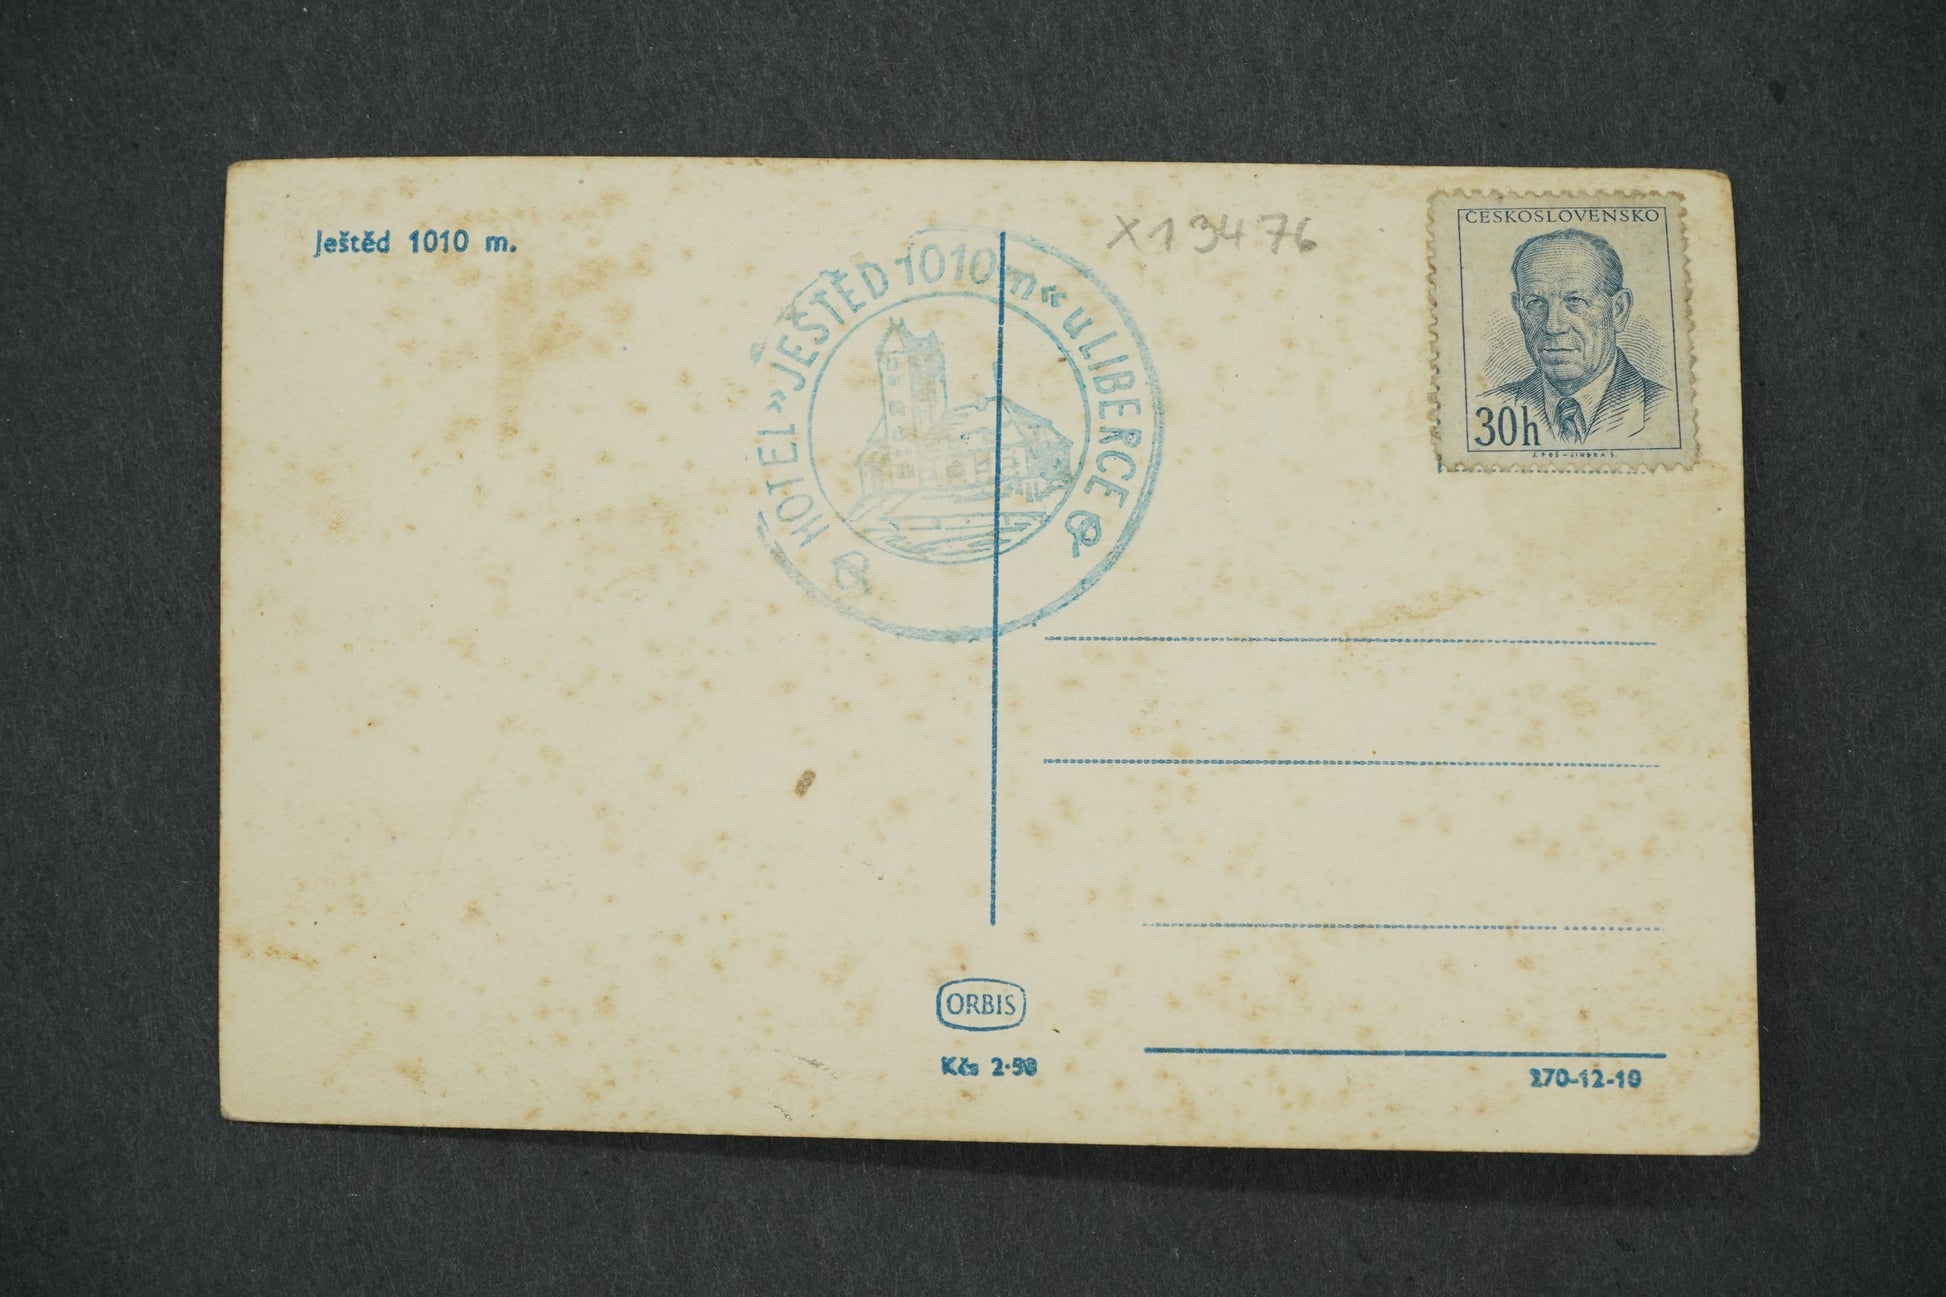 Ještěd 1010 m.
HOTEL "JEŠTĚD 1010 m" u LIBERCE
X13476
ČESKOSLOVENSKO
30h
J. POŠ - JINDRA S.
ORBIS
Kčs 2·50
270-12-10